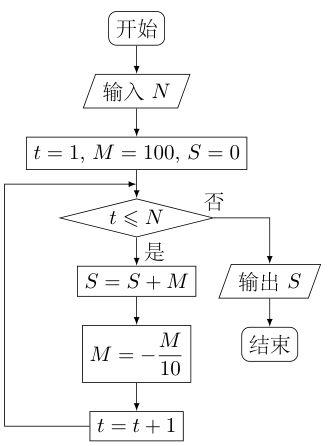 开始
输入 N
t = 1, M = 100, S = 0
t ⩽ N
否
是
S = S + M
输出 S
M = −M/10
结束
t = t + 1